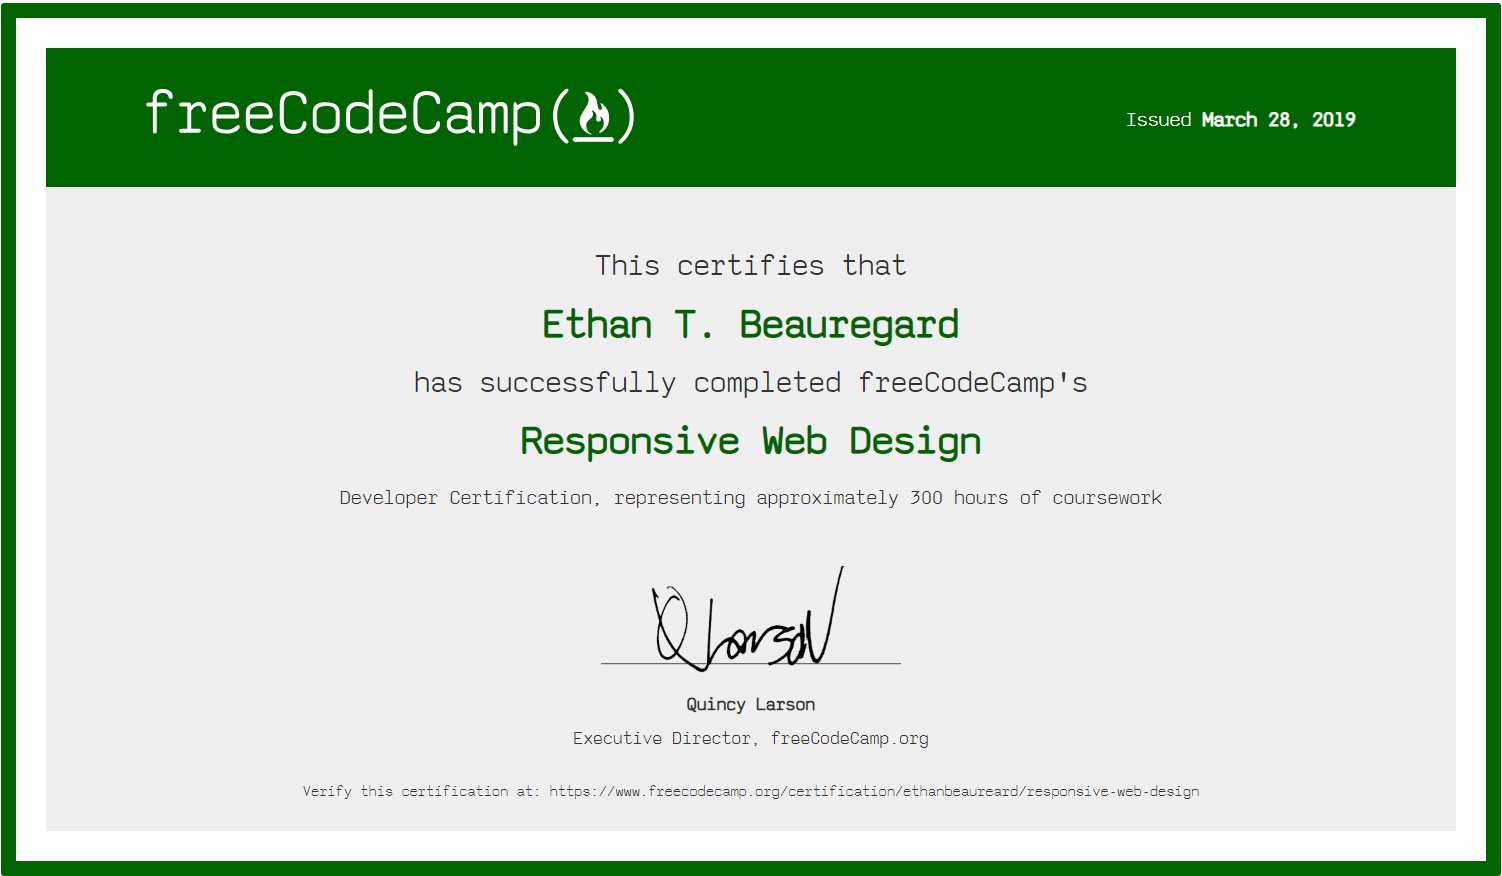 freeCodeCamp(🔥)
Issued March 28, 2019
This certifies that
Ethan T. Beauregard
has successfully completed freeCodeCamp's
Responsive Web Design
Developer Certification, representing approximately 300 hours of coursework
Q Larson
Quincy Larson
Executive Director, freeCodeCamp.org
Verify this certification at: https://www.freecodecamp.org/certification/ethanbeaureard/responsive-web-design